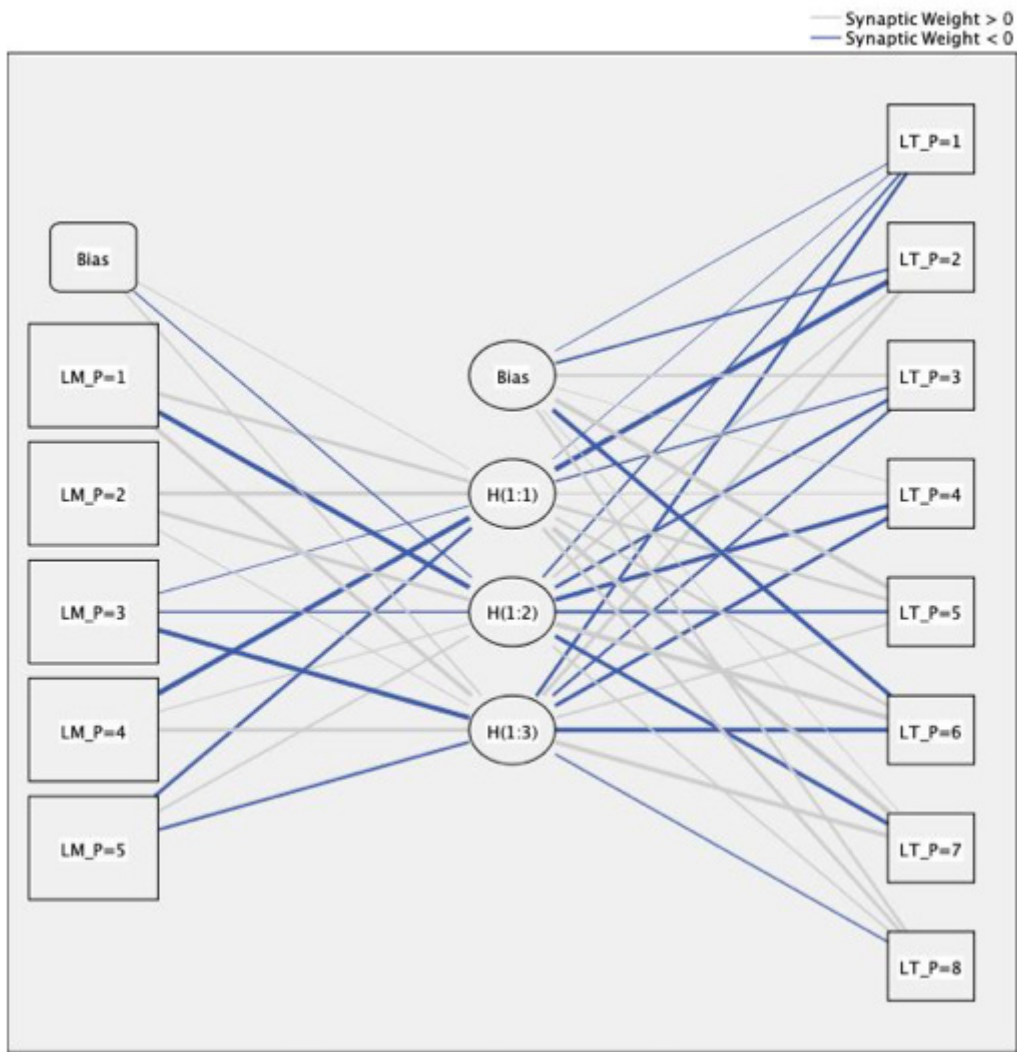 Synaptic Weight > 0
Synaptic Weight < 0
Bias
LM_P=1
LM_P=2
LM_P=3
LM_P=4
LM_P=5
Bias
H(1:1)
H(1:2)
H(1:3)
LT_P=1
LT_P=2
LT_P=3
LT_P=4
LT_P=5
LT_P=6
LT_P=7
LT_P=8